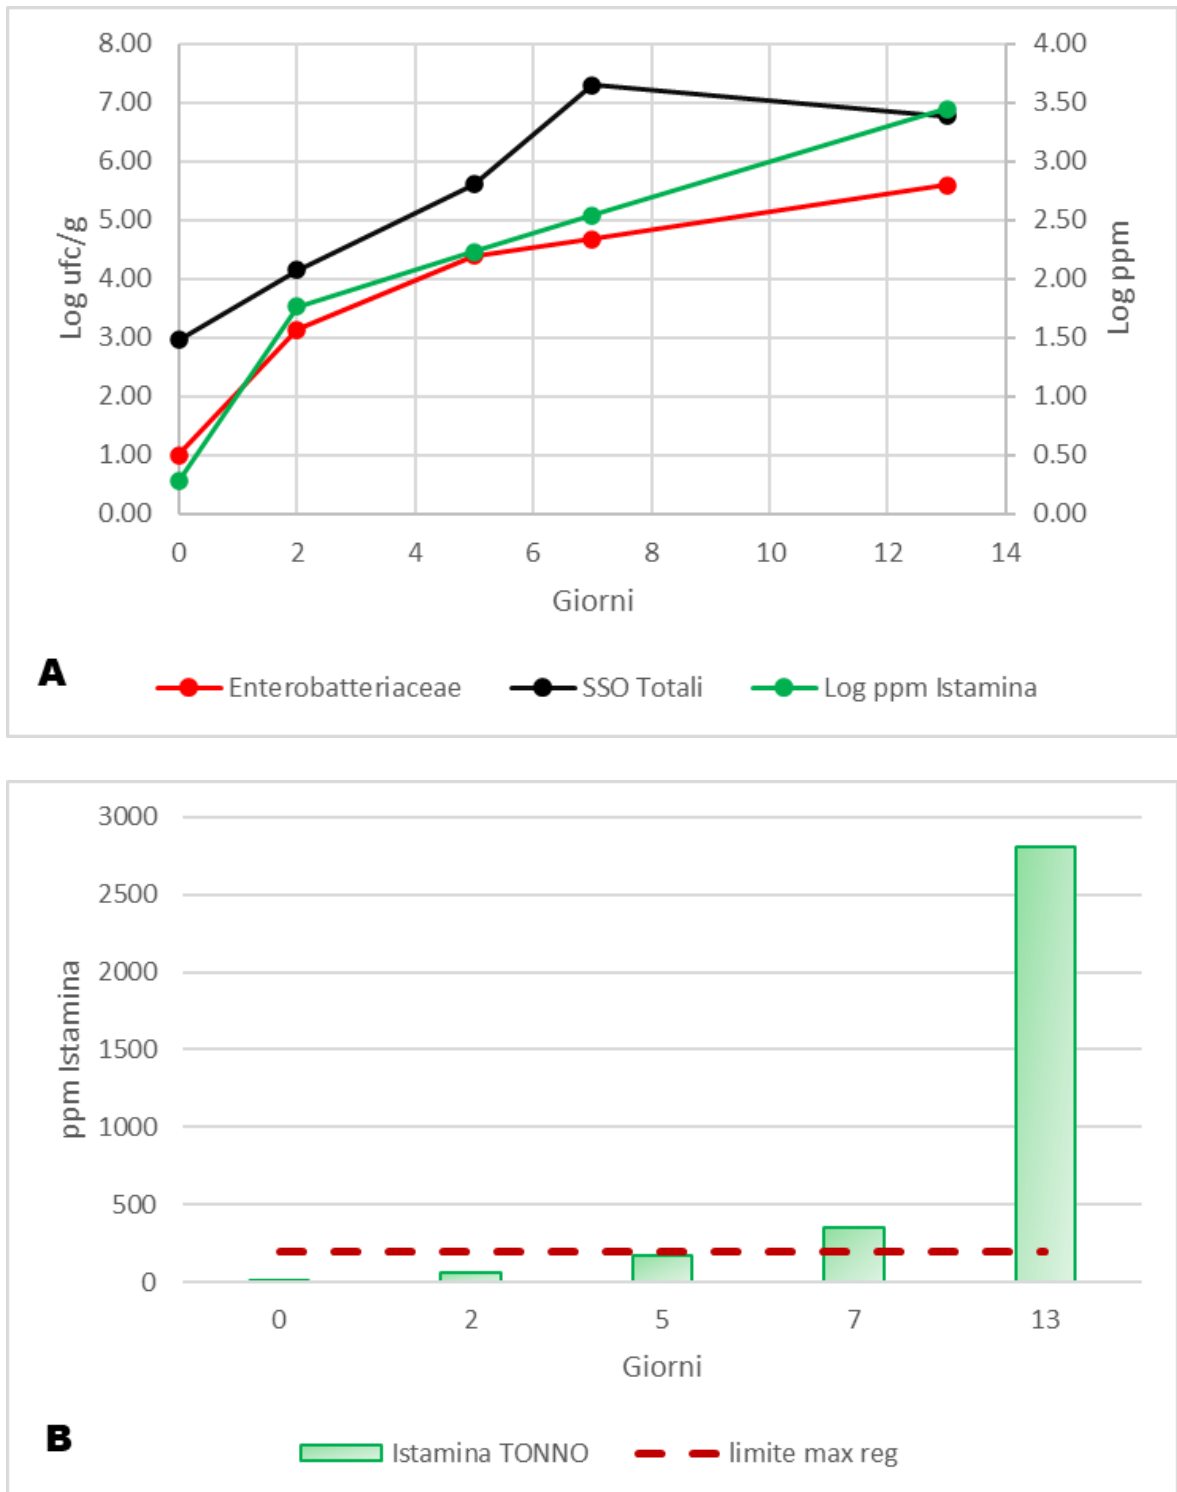 8.00 4.00
7.00 3.50
6.00 3.00
5.00 2.50
4.00 2.00
3.00 1.50
2.00 1.00
1.00 0.50
0.00 0.00
Log ufc/g
Log ppm
0 2 4 6 8 10 12 14
Giorni
A
Enterobatteriaceae SSO Totali Log ppm Istamina
3000
2500
2000
1500
1000
500
0
ppm Istamina
0 2 5 7 13
Giorni
B
Istamina TONNO limite max reg